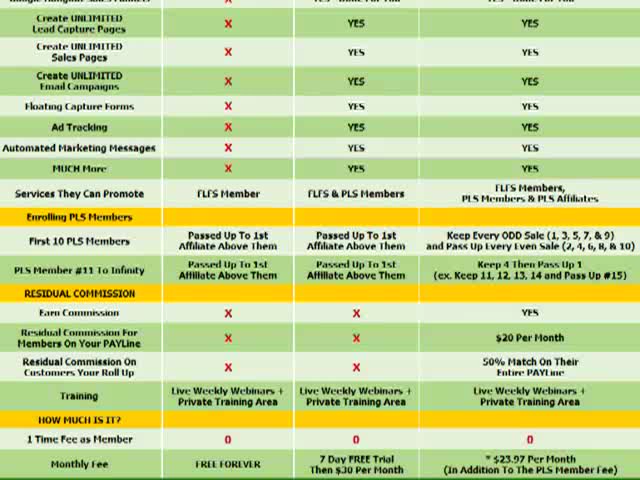 Create UNLIMITED
Lead Capture Pages
X
YES
YES
Create UNLIMITED
Sales Pages
X
YES
YES
Create UNLIMITED
Email Campaigns
X
YES
YES
Floating Capture Forms
X
YES
YES
Ad Tracking
X
YES
YES
Automated Marketing Messages
X
YES
YES
MUCH More
X
YES
YES
Services They Can Promote
FLFS Member
FLFS & PLS Members
FLFS Members,
PLS Members & PLS Affiliates
Enrolling PLS Members
First 10 PLS Members
Passed Up To 1st
Affiliate Above Them
Passed Up To 1st
Affiliate Above Them
Keep Every ODD Sale (1, 3, 5, 7, & 9)
and Pass Up Every Even Sale (2, 4, 6, 8, & 10)
PLS Member #11 To Infinity
Passed Up To 1st
Affiliate Above Them
Passed Up To 1st
Affiliate Above Them
Keep 4 Then Pass Up 1
(ex. Keep 11, 12, 13, 14 and Pass Up #15)
RESIDUAL COMMISSION
Earn Commission
X
X
YES
Residual Commission For
Members On Your PAYLine
X
X
$20 Per Month
Residual Commission On
Customers Your Roll Up
X
X
50% Match On Their
Entire PAYLine
Training
Live Weekly Webinars +
Private Training Area
Live Weekly Webinars +
Private Training Area
Live Weekly Webinars +
Private Training Area
HOW MUCH IS IT?
1 Time Fee as Member
0
0
0
Monthly Fee
FREE FOREVER
7 Day FREE Trial
Then $30 Per Month
* $23.97 Per Month
(In Addition To The PLS Member Fee)